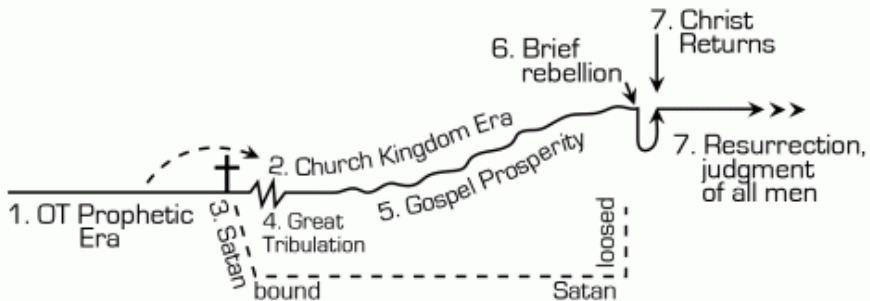 1. OT Prophetic
Era
2. Church Kingdom Era
3. Satan
bound
4. Great
Tribulation
5. Gospel Prosperity
Satan
loosed
6. Brief
rebellion
7. Christ
Returns
7. Resurrection,
judgment
of all men